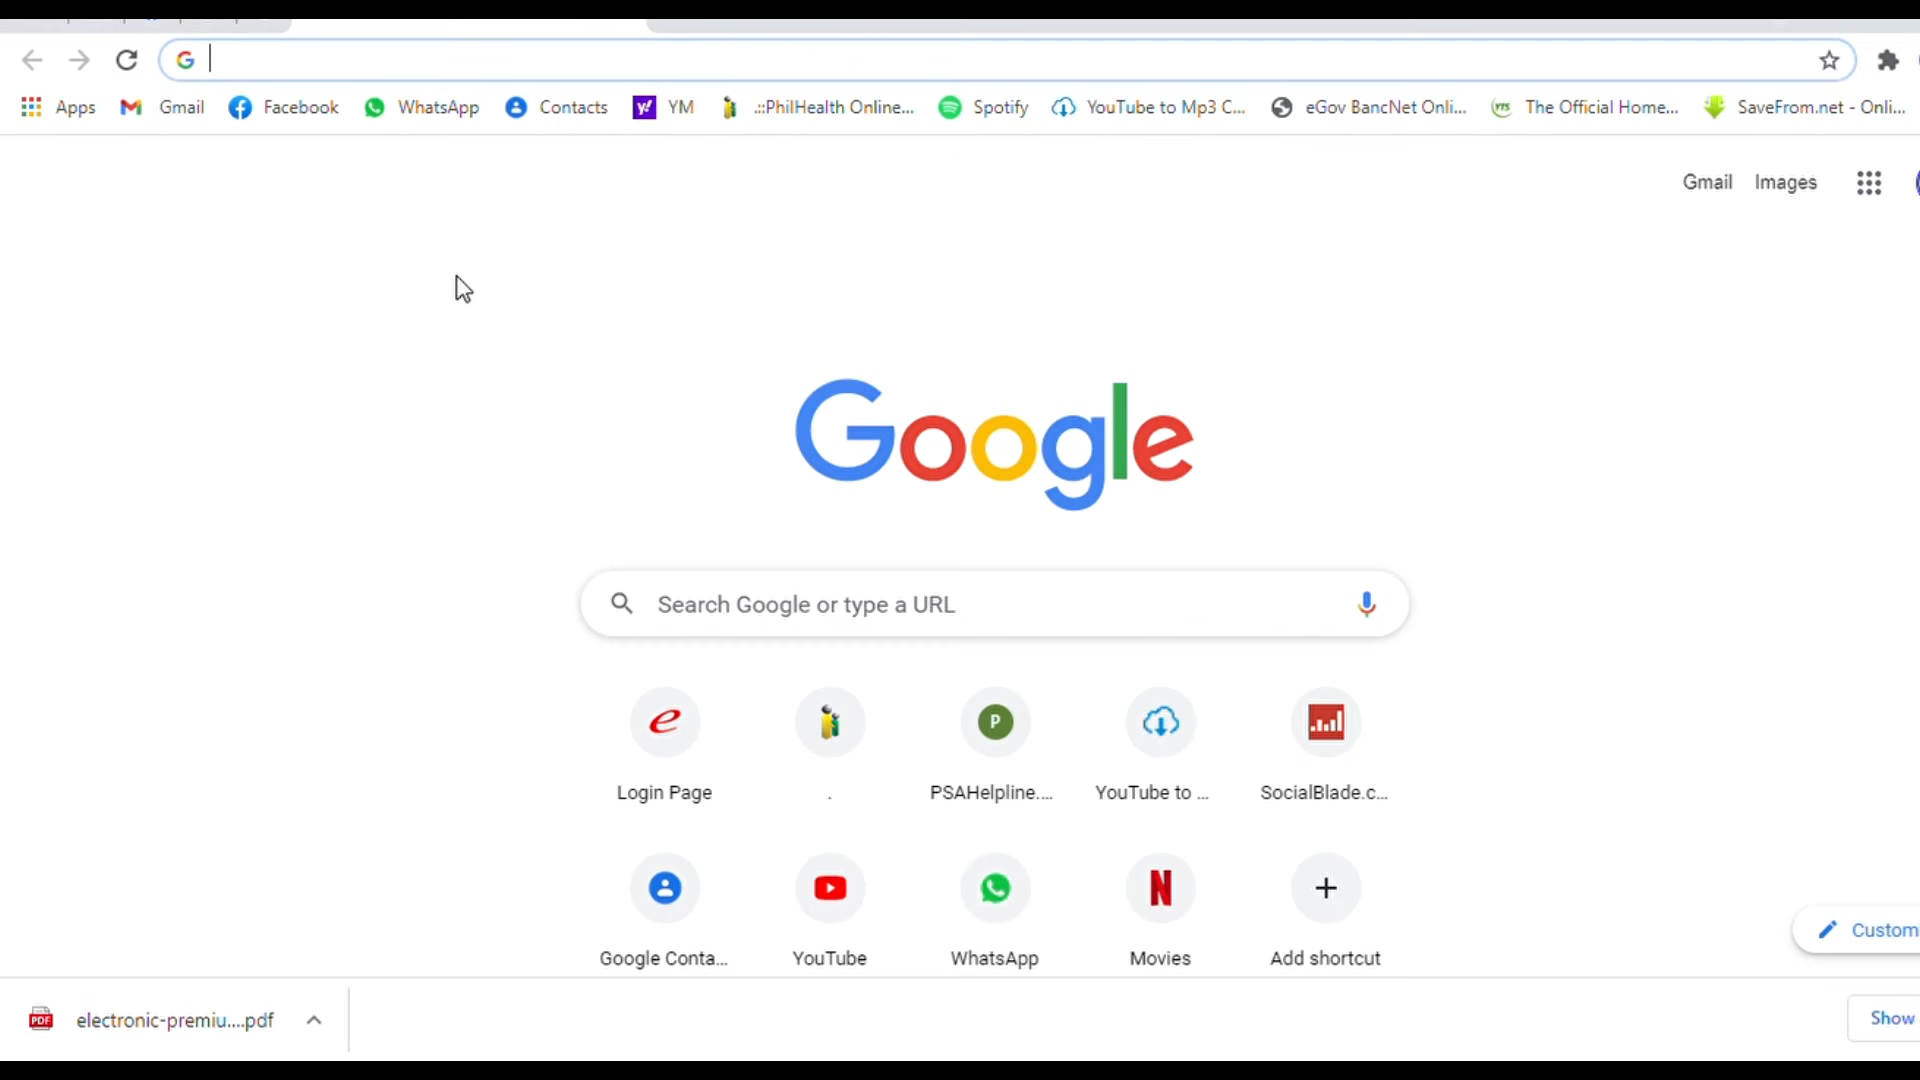 Apps Gmail Facebook WhatsApp Contacts YM .::PhilHealth Online... Spotify YouTube to Mp3 C... eGov BancNet Onli... The Official Home... SaveFrom.net - Onli...
Gmail Images
Google
Search Google or type a URL
Login Page . PSAHelpline.... YouTube to ... SocialBlade.c...
Google Conta... YouTube WhatsApp Movies Add shortcut
Customi
electronic-premiu....pdf Show